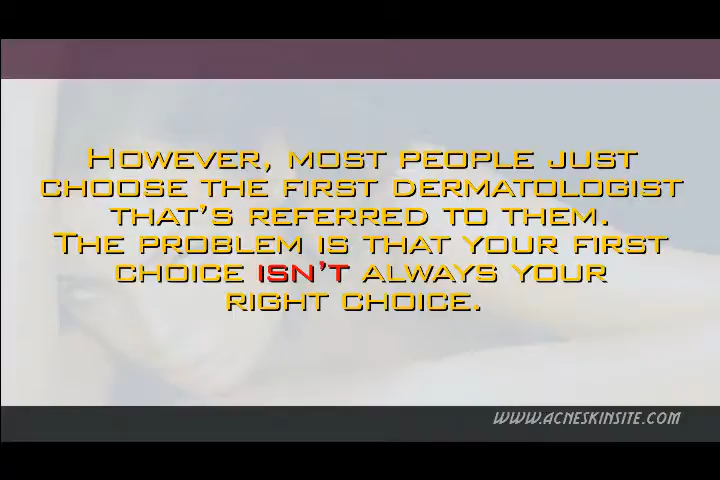 However, most people just
choose the first dermatologist
that's referred to them.
The problem is that your first
choice isn't always your
right choice.
www.acneskinsite.com